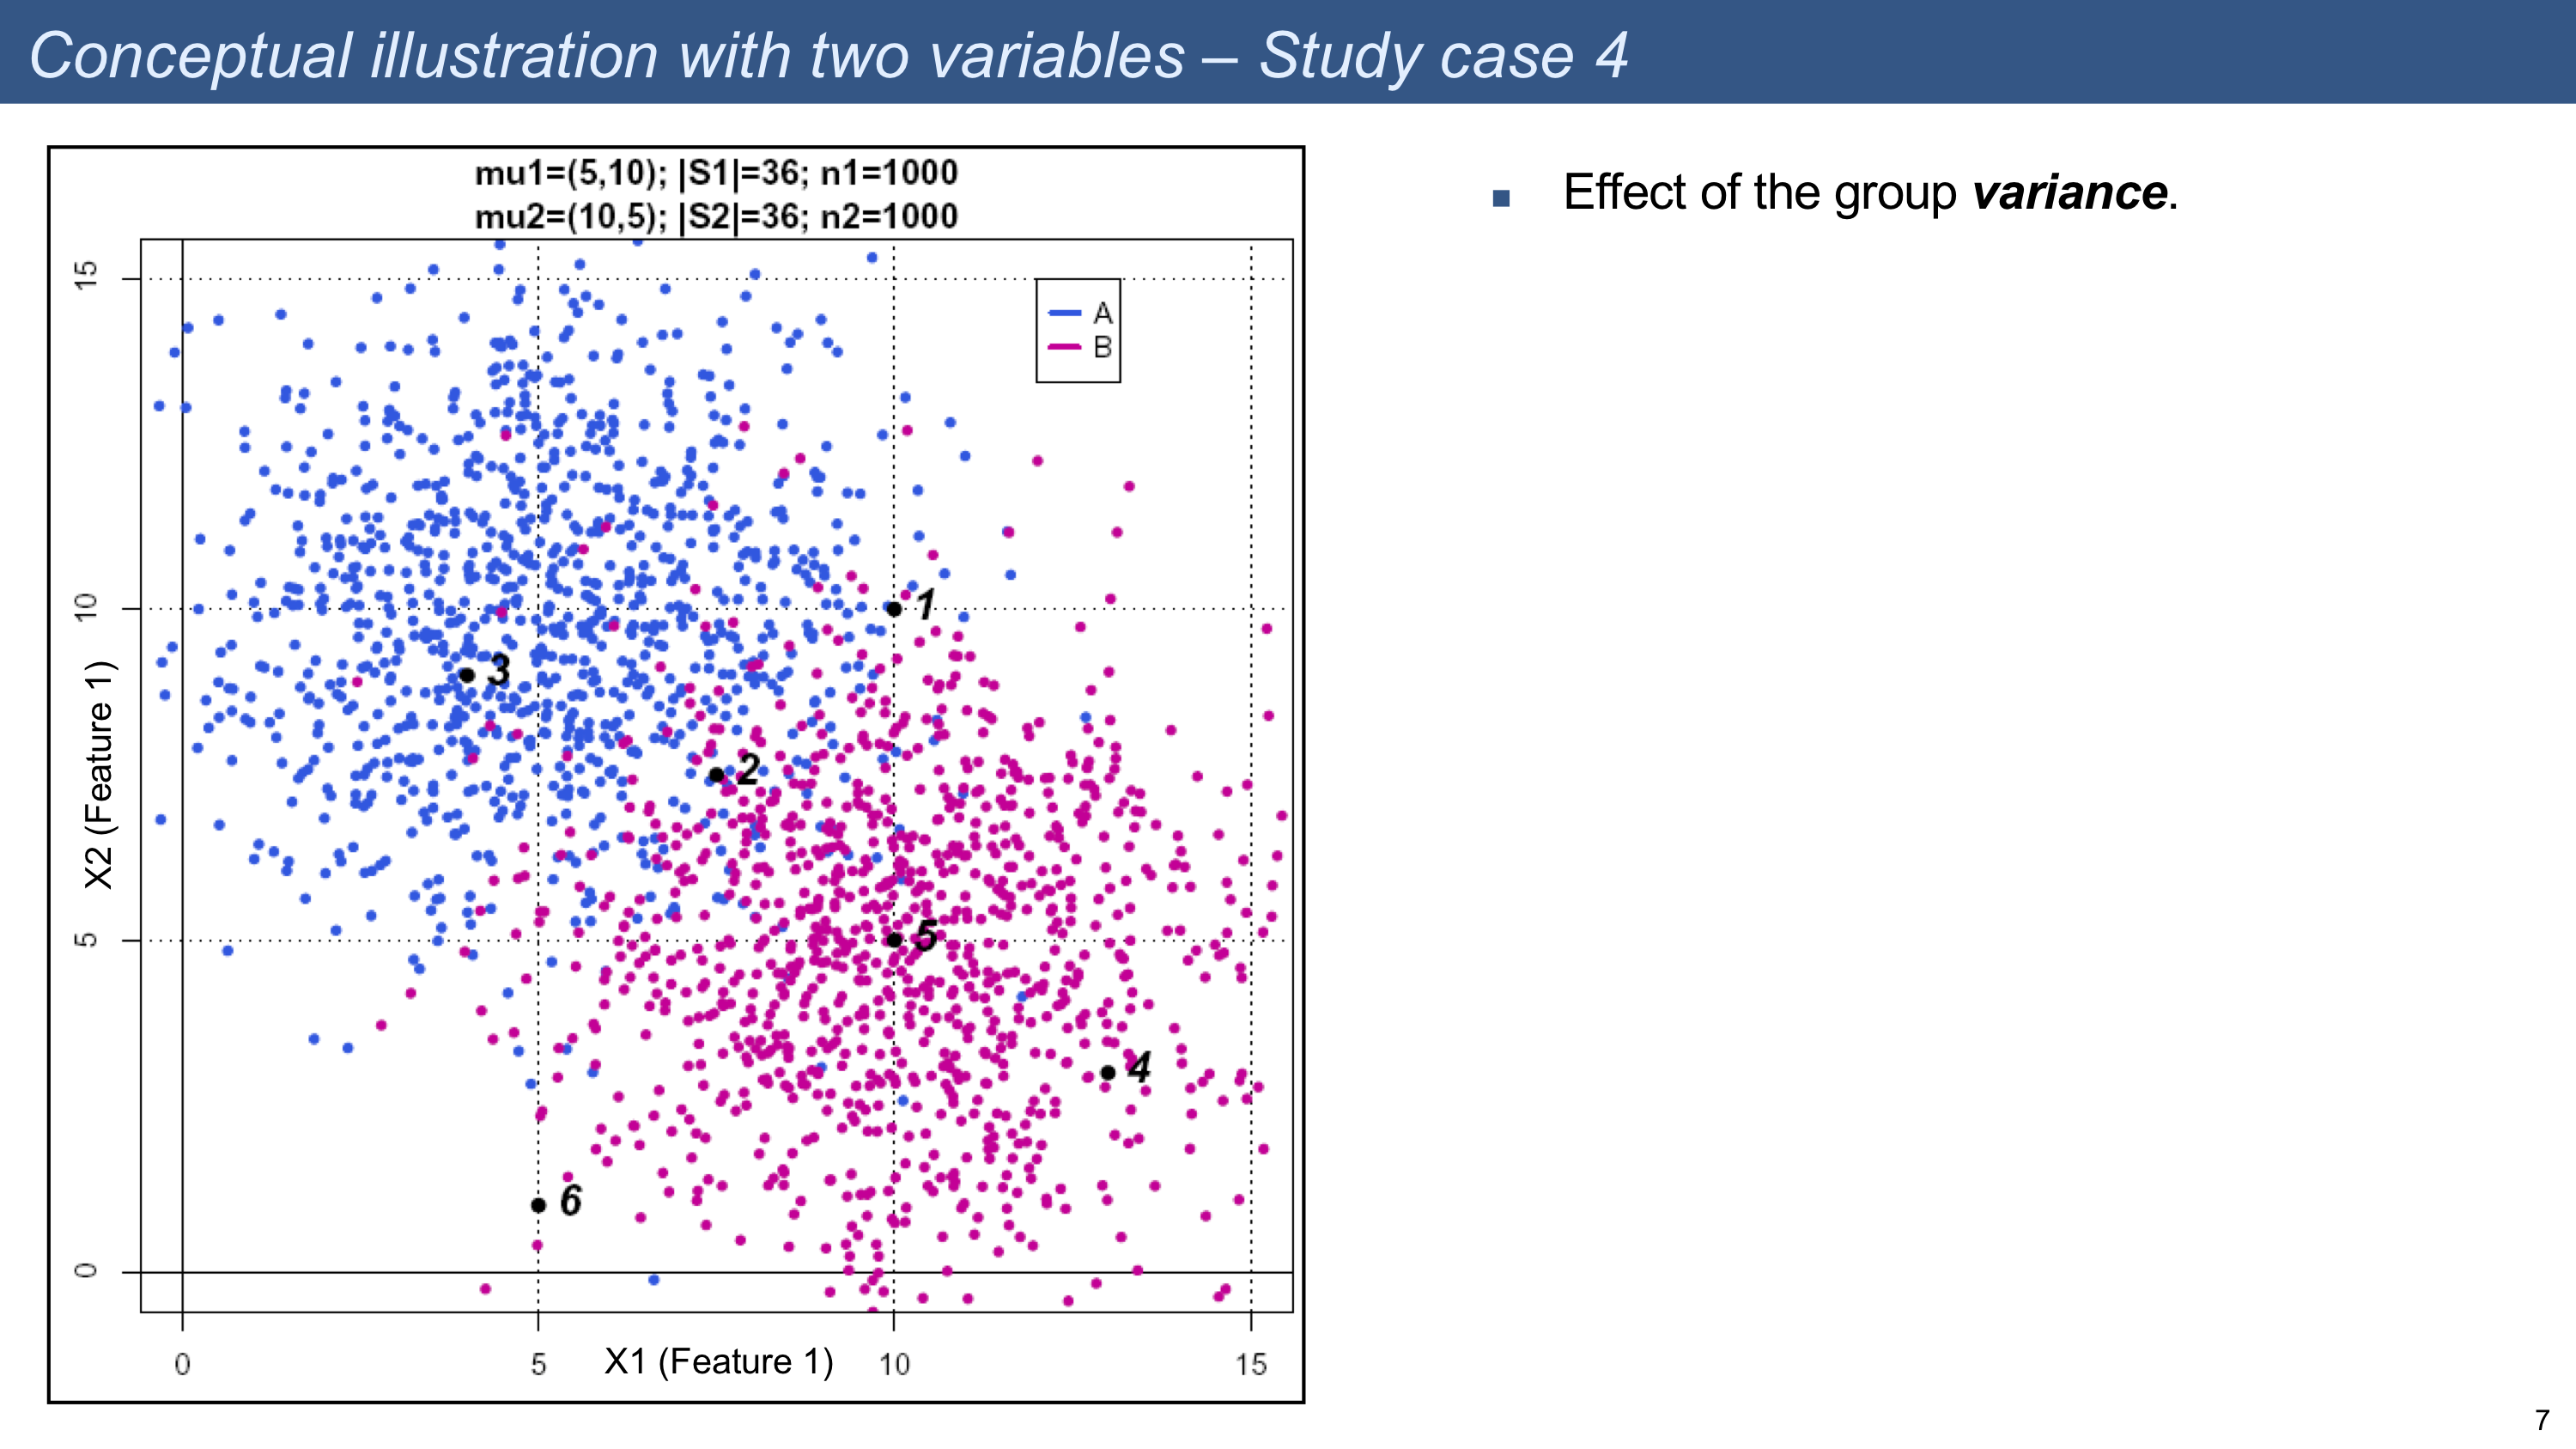 Conceptual illustration with two variables – Study case 4
mu1=(5,10); |S1|=36; n1=1000
mu2=(10,5); |S2|=36; n2=1000
■ Effect of the group variance.
A
B
15
10
5
0
X2 (Feature 1)
1
2
3
4
5
6
0
5
10
15
X1 (Feature 1)
7